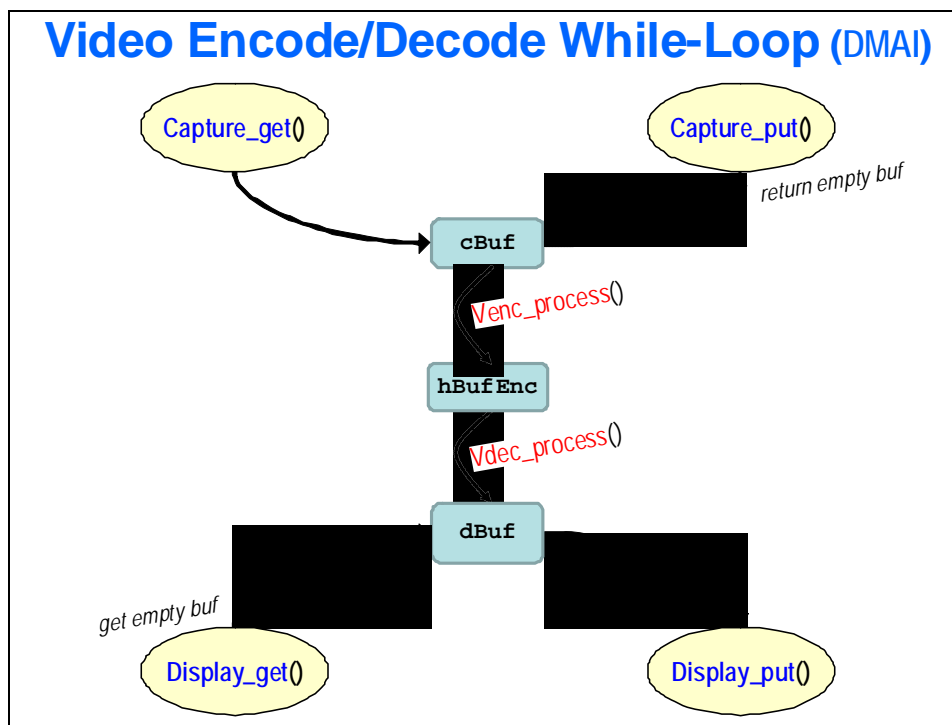 Video Encode/Decode While-Loop (DMAI)
Capture_get()
Capture_put()
return empty buf
cBuf
Venc_process()
hBufEnc
Vdec_process()
dBuf
get empty buf
Display_get()
Display_put()